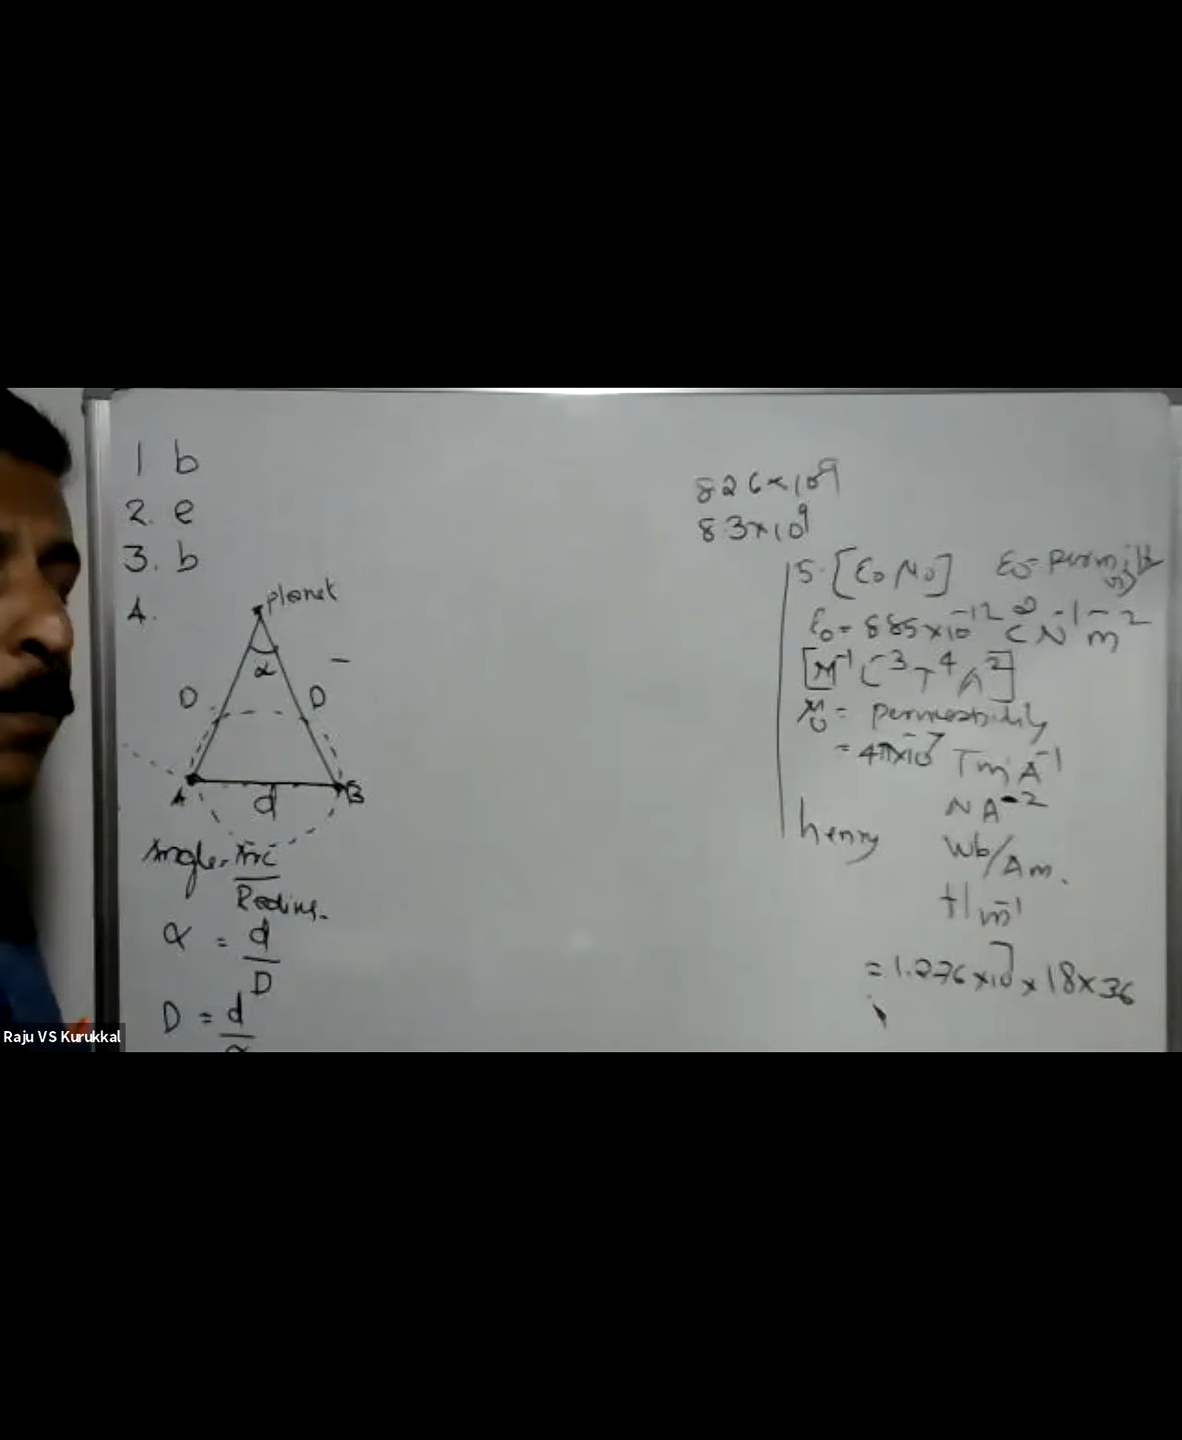 1 b
2. e
3. b
4.
planet
α
D
D
A
d
B
Angle = Arc
Radius.
α = d
D
D = d
α
826×10⁹
83×10⁹
5. [ε₀ μ₀] ε₀ =
ε₀ = 8.85×10⁻¹² C² N⁻¹ m⁻²
[M⁻¹ L⁻³ T⁴ A²]
μ₀ = permeability
= 4π×10⁻⁷ T m A⁻¹
N A⁻²
henry
Wb/Am.
H m⁻¹
= 1.276×10⁷ × 18×36
Raju VS Kurukkal